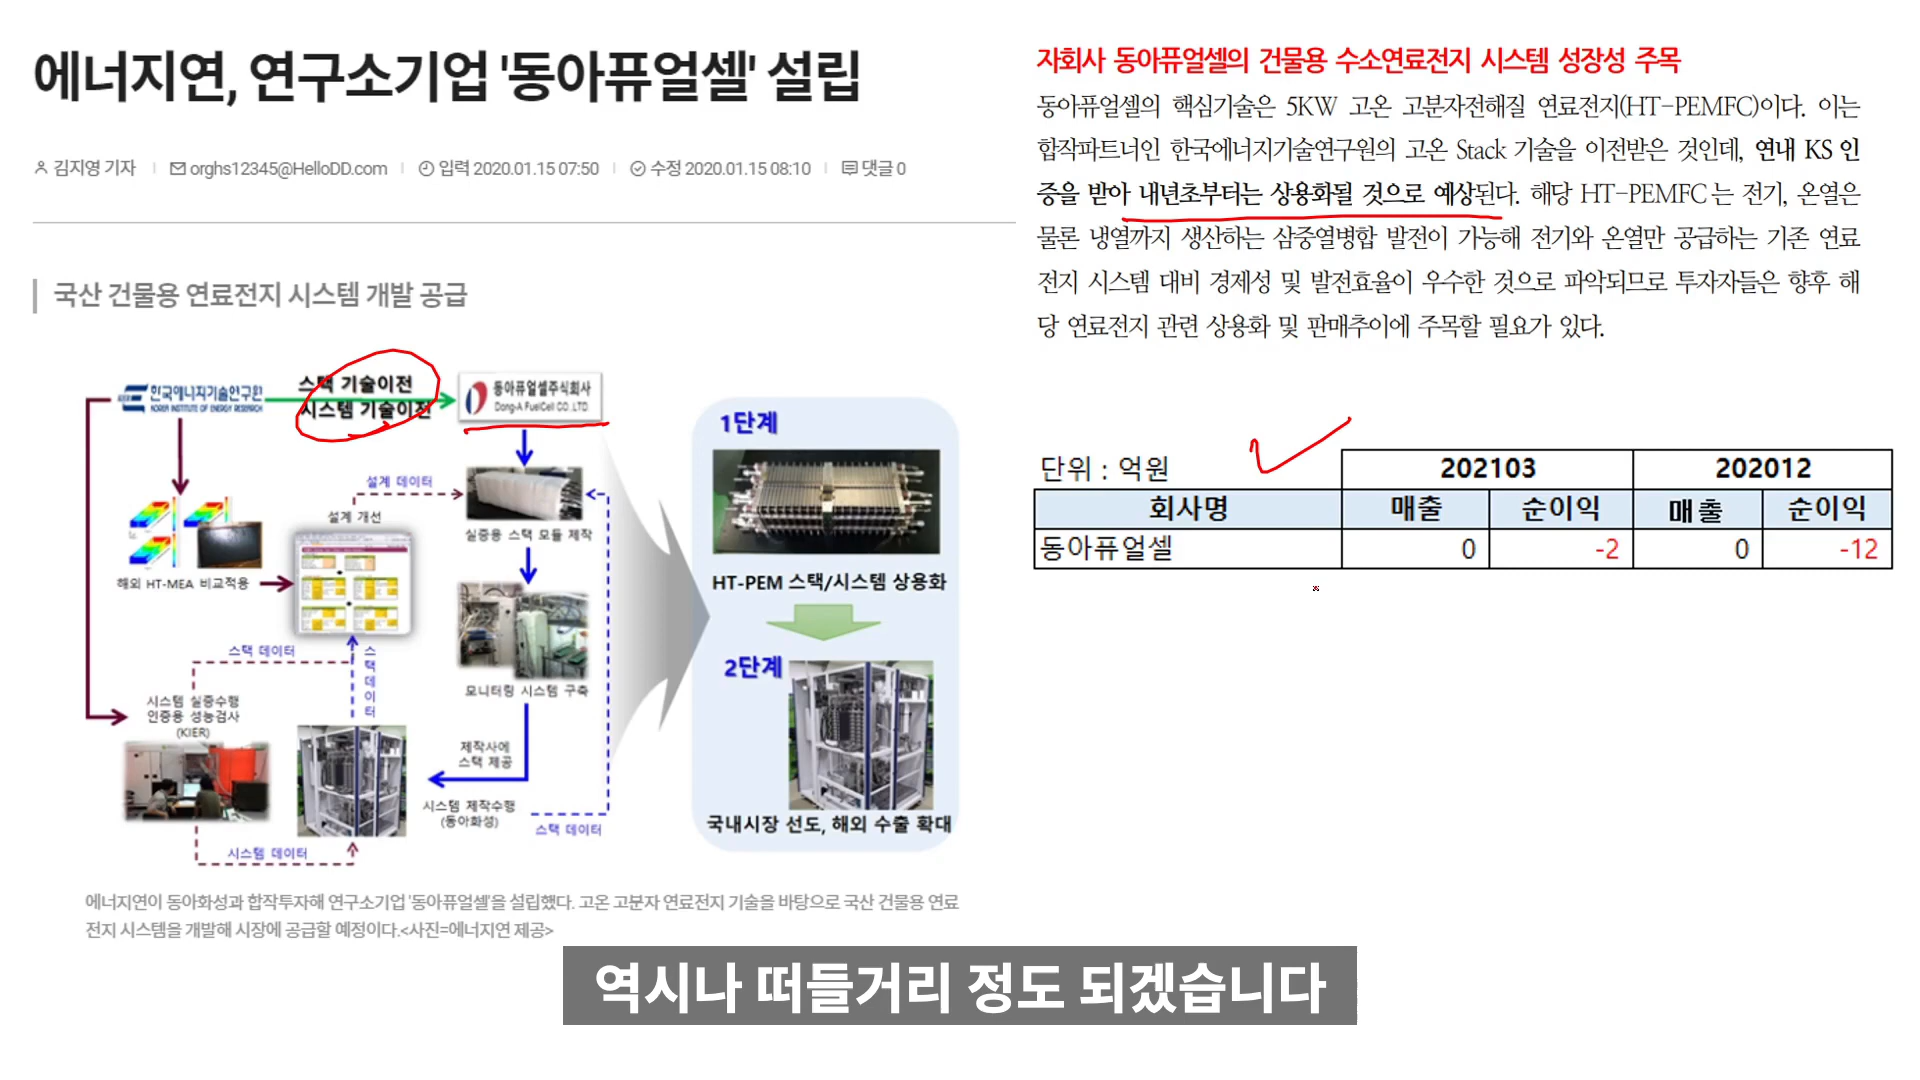 에너지연, 연구소기업 '동아퓨얼셀' 설립
김지영 기자
orghs12345@HelloDD.com
입력 2020.01.15 07:50
수정 2020.01.15 08:10
댓글 0
국산 건물용 연료전지 시스템 개발 공급
한국에너지기술연구원
KOREA INSTITUTE OF ENERGY RESEARCH
스택 기술이전
시스템 기술이전
동아퓨얼셀주식회사
Dong-A FuelCell CO.,LTD
설계 데이터
설계 개선
실증용 스택 모듈 제작
해외 HT-MEA 비교적용
스택 데이터
스택데이터
모니터링 시스템 구축
시스템 실증수행
인증용 성능검사
(KIER)
제작사에
스택 제공
시스템 제작수행
(동아화성)
스택 데이터
시스템 데이터
1단계
HT-PEM 스택/시스템 상용화
2단계
국내시장 선도, 해외 수출 확대
에너지연이 동아화성과 합작투자해 연구소기업 '동아퓨얼셀'을 설립했다. 고온 고분자 연료전지 기술을 바탕으로 국산 건물용 연료
전지 시스템을 개발해 시장에 공급할 예정이다.<사진=에너지연 제공>
자회사 동아퓨얼셀의 건물용 수소연료전지 시스템 성장성 주목
동아퓨얼셀의 핵심기술은 5KW 고온 고분자전해질 연료전지(HT-PEMFC)이다. 이는
합작파트너인 한국에너지기술연구원의 고온 Stack 기술을 이전받은 것인데, 연내 KS 인
증을 받아 내년초부터는 상용화될 것으로 예상된다. 해당 HT-PEMFC는 전기, 온열은
물론 냉열까지 생산하는 삼중열병합 발전이 가능해 전기와 온열만 공급하는 기존 연료
전지 시스템 대비 경제성 및 발전효율이 우수한 것으로 파악되므로 투자자들은 향후 해
당 연료전지 관련 상용화 및 판매추이에 주목할 필요가 있다.
단위 : 억원 202103 202012
회사명 매출 순이익 매출 순이익
동아퓨얼셀 0 -2 0 -12
역시나 떠들거리 정도 되겠습니다